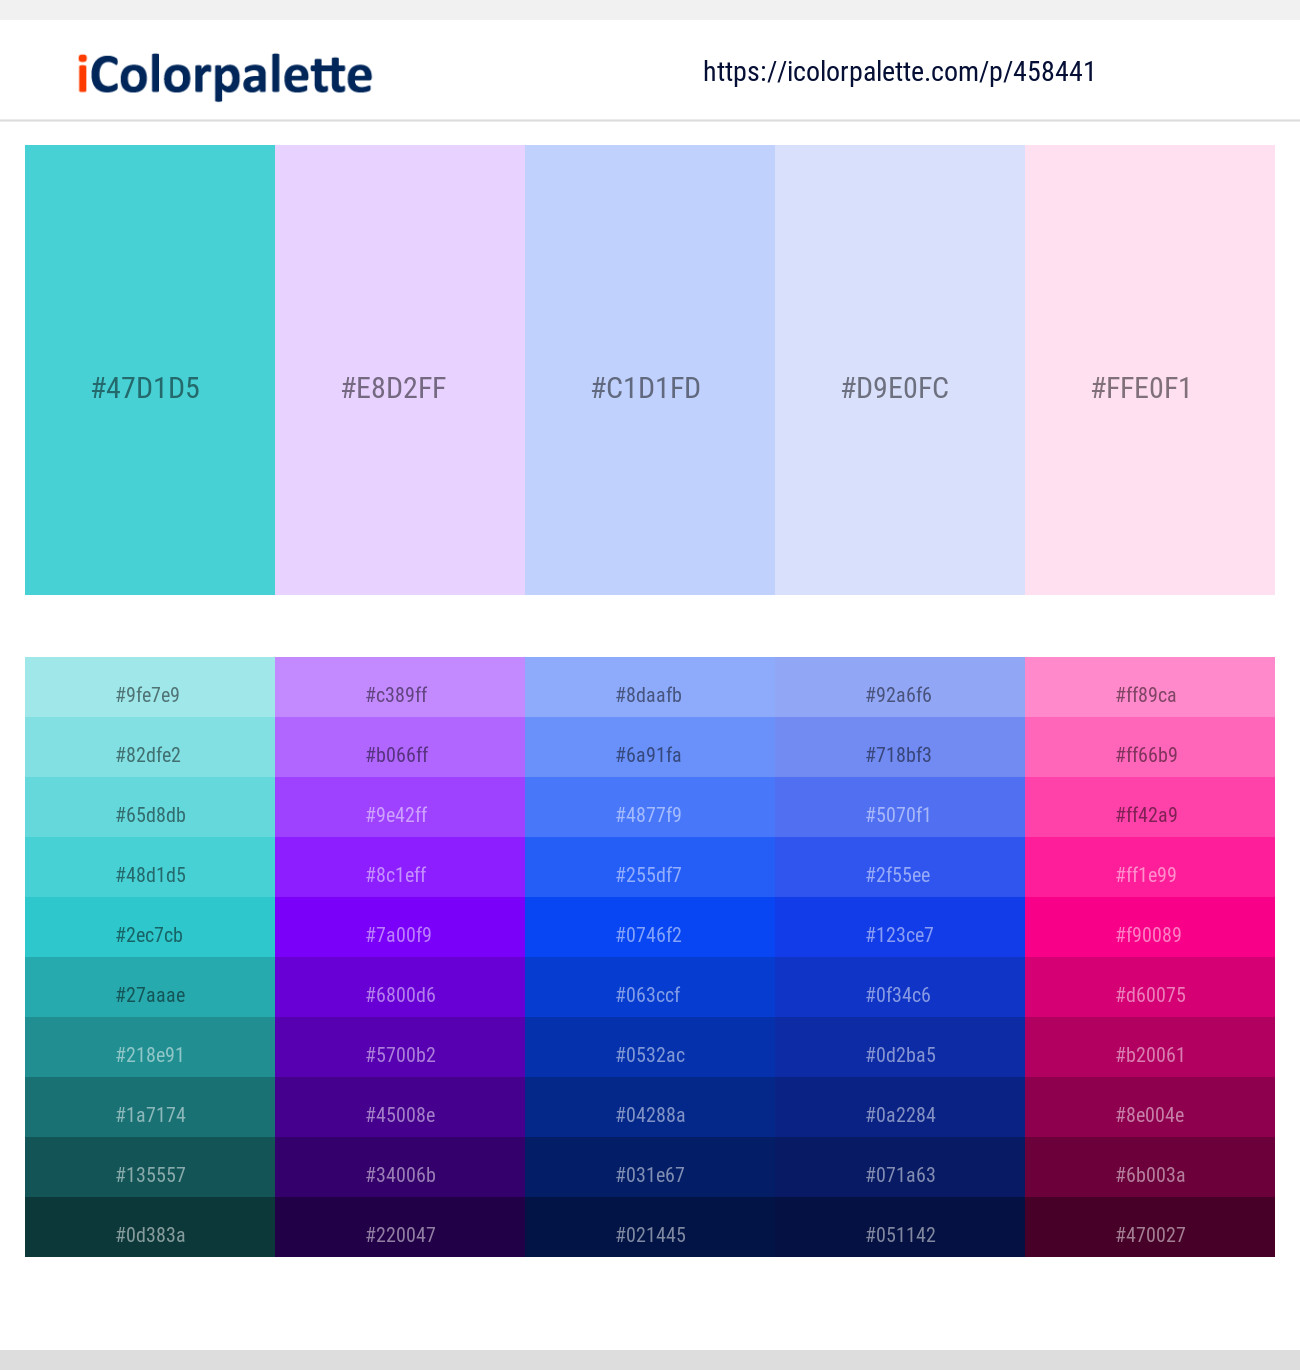 iColorpalette https://icolorpalette.com/p/458441
#47D1D5 #E8D2FF #C1D1FD #D9E0FC #FFE0F1
#9fe7e9 #c389ff #8daafb #92a6f6 #ff89ca
#82dfe2 #b066ff #6a91fa #718bf3 #ff66b9
#65d8db #9e42ff #4877f9 #5070f1 #ff42a9
#48d1d5 #8c1eff #255df7 #2f55ee #ff1e99
#2ec7cb #7a00f9 #0746f2 #123ce7 #f90089
#27aaae #6800d6 #063ccf #0f34c6 #d60075
#218e91 #5700b2 #0532ac #0d2ba5 #b20061
#1a7174 #45008e #04288a #0a2284 #8e004e
#135557 #34006b #031e67 #071a63 #6b003a
#0d383a #220047 #021445 #051142 #470027